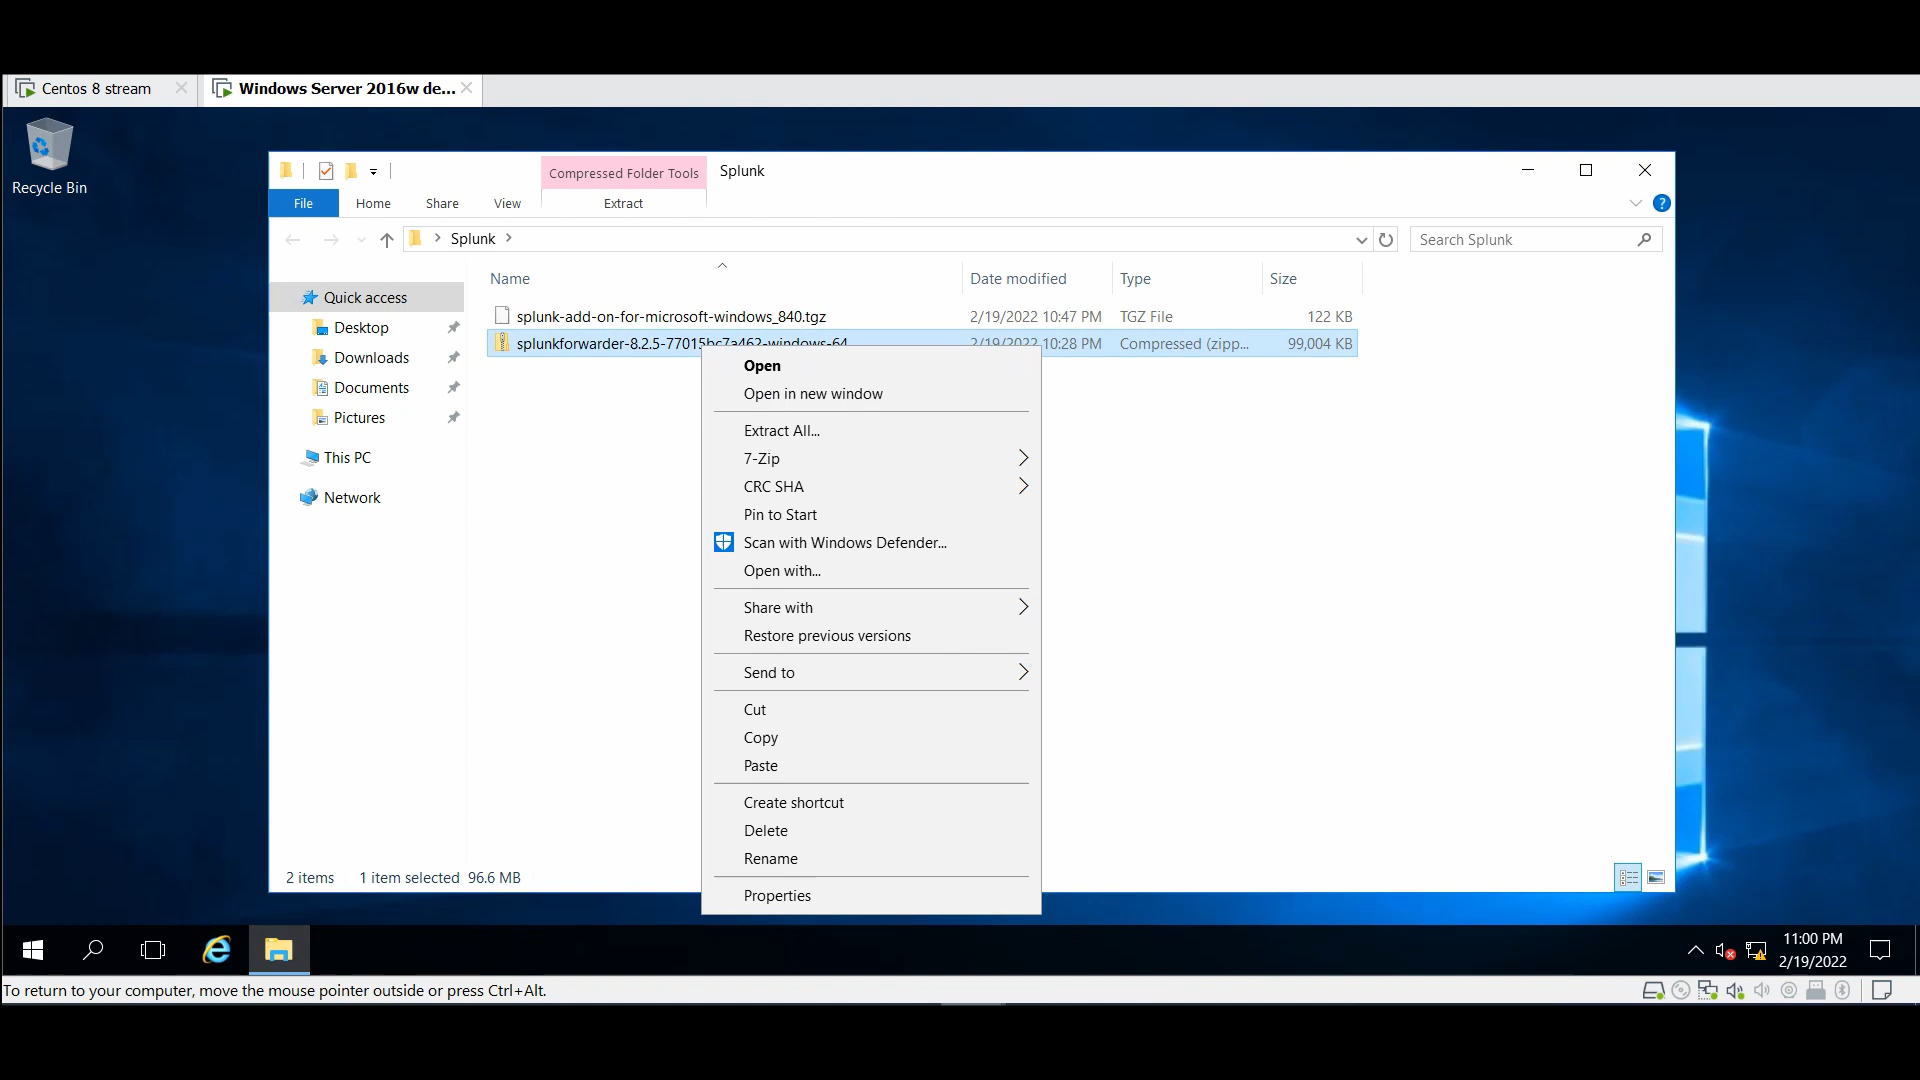 Centos 8 stream
Windows Server 2016w de...
Recycle Bin
Compressed Folder Tools
Splunk
File
Home
Share
View
Extract
?
Splunk
Search Splunk
Name
Date modified
Type
Size
Quick access
Desktop
Downloads
Documents
Pictures
This PC
Network
splunk-add-on-for-microsoft-windows_840.tgz 2/19/2022 10:47 PM TGZ File 122 KB
splunkforwarder-8.2.5-77015bc7a462-windows-64 2/19/2022 10:28 PM Compressed (zipp... 99,004 KB
Open
Open in new window
Extract All...
7-Zip
CRC SHA
Pin to Start
Scan with Windows Defender...
Open with...
Share with
Restore previous versions
Send to
Cut
Copy
Paste
Create shortcut
Delete
Rename
Properties
2 items 1 item selected 96.6 MB
11:00 PM
2/19/2022
To return to your computer, move the mouse pointer outside or press Ctrl+Alt.